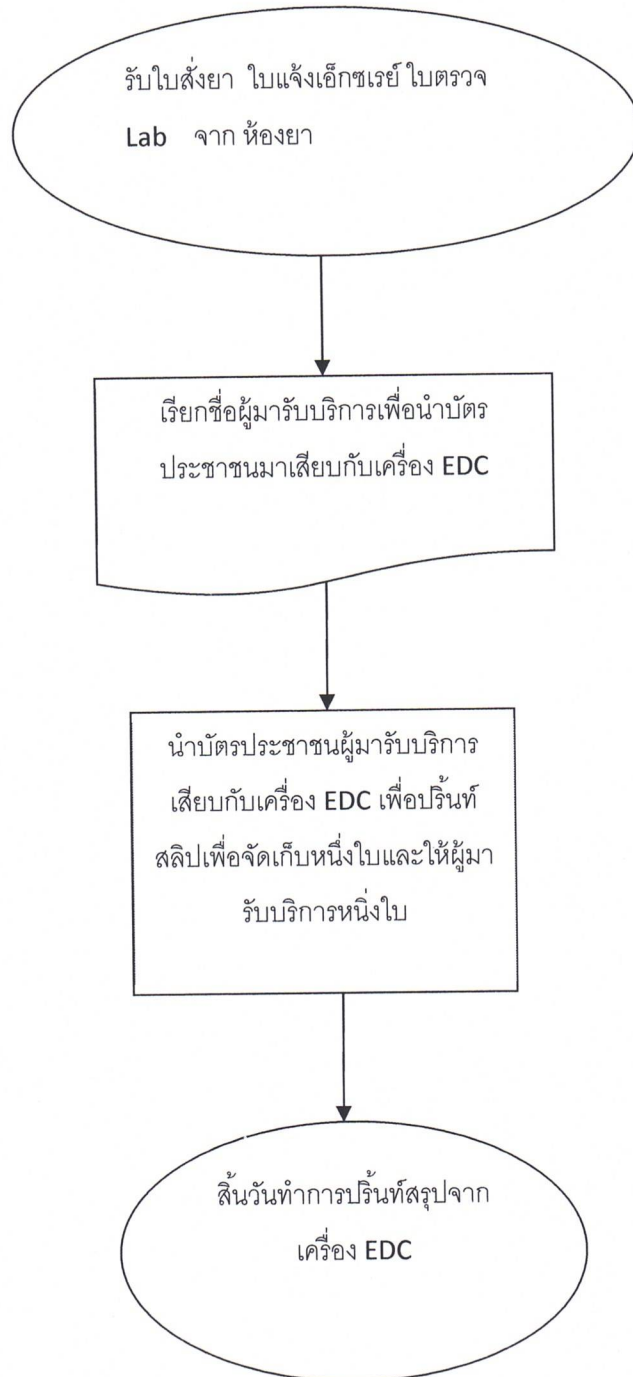 รับใบสั่งยา ใบแจ้งเอ็กซเรย์ ใบตรวจ
Lab จาก ห้องยา
เรียกชื่อผู้มารับบริการเพื่อนำบัตร
ประชาชนมาเสียบกับเครื่อง EDC
นำบัตรประชาชนผู้มารับบริการ
เสียบกับเครื่อง EDC เพื่อปริ้นท์
สลิปเพื่อจัดเก็บหนึ่งใบและให้ผู้มา
รับบริการหนึ่งใบ
สิ้นวันทำการปริ้นท์สรุปจาก
เครื่อง EDC